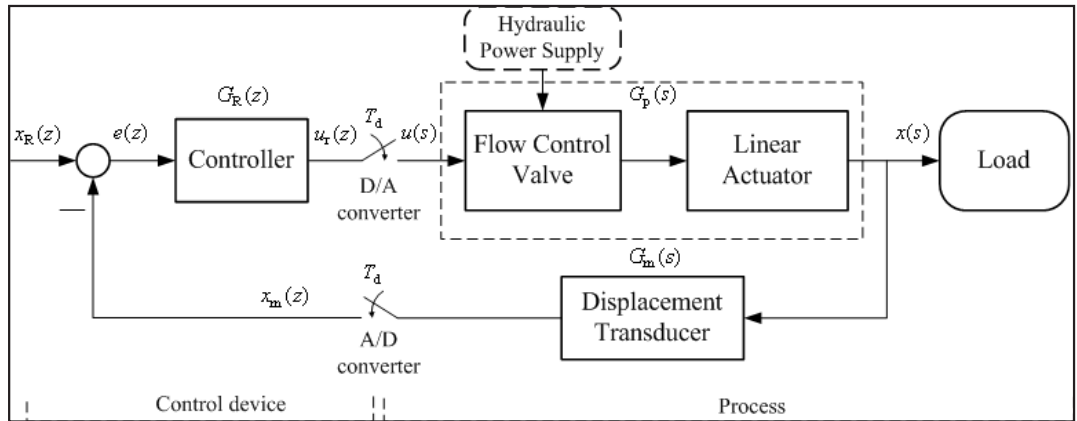 Hydraulic
Power Supply
G_R(z)
G_p(s)
x_R(z)
e(z)
Controller
u_r(z)
T_d
u(s)
D/A
converter
Flow Control
Valve
Linear
Actuator
x(s)
Load
G_m(s)
x_m(z)
T_d
A/D
converter
Displacement
Transducer
Control device
Process